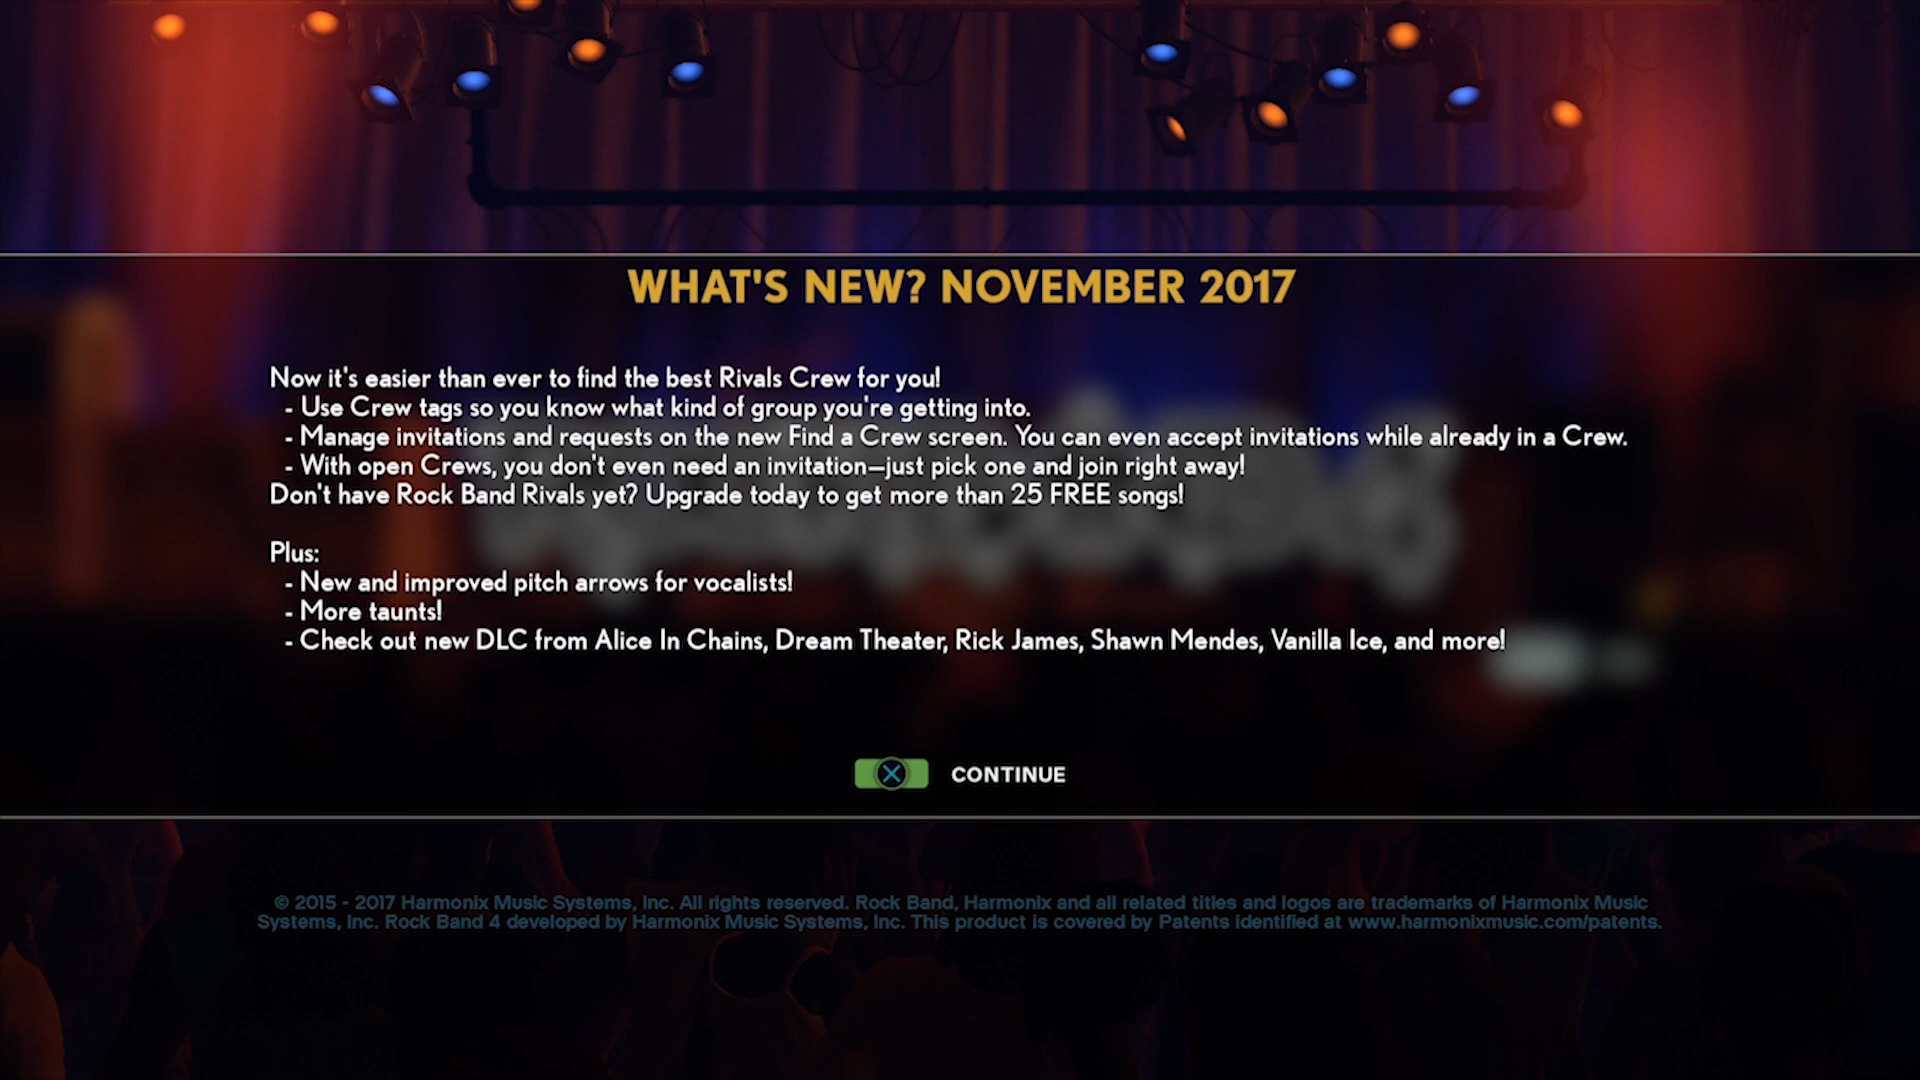 WHAT'S NEW? NOVEMBER 2017
Now it's easier than ever to find the best Rivals Crew for you!
- Use Crew tags so you know what kind of group you're getting into.
- Manage invitations and requests on the new Find a Crew screen. You can even accept invitations while already in a Crew.
- With open Crews, you don't even need an invitation—just pick one and join right away!
Don't have Rock Band Rivals yet? Upgrade today to get more than 25 FREE songs!
Plus:
- New and improved pitch arrows for vocalists!
- More taunts!
- Check out new DLC from Alice In Chains, Dream Theater, Rick James, Shawn Mendes, Vanilla Ice, and more!
CONTINUE
© 2015 - 2017 Harmonix Music Systems, Inc. All rights reserved. Rock Band, Harmonix and all related titles and logos are trademarks of Harmonix Music
Systems, Inc. Rock Band 4 developed by Harmonix Music Systems, Inc. This product is covered by Patents identified at www.harmonixmusic.com/patents.